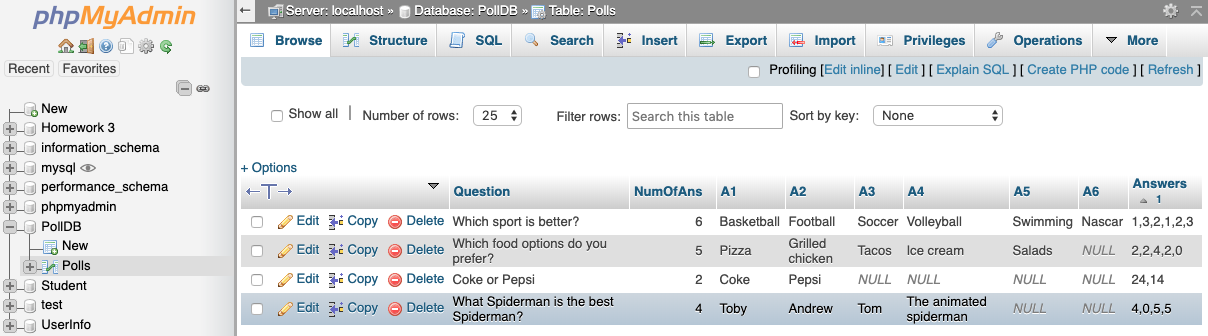 phpMyAdmin
Recent Favorites
New
Homework 3
information_schema
mysql
performance_schema
phpmyadmin
PollDB
New
Polls
Student
test
UserInfo
Server: localhost » Database: PollDB » Table: Polls
Browse Structure SQL Search Insert Export Import Privileges Operations More
Profiling [Edit inline] [ Edit ] [ Explain SQL ] [ Create PHP code ] [ Refresh ]
Show all | Number of rows: 25 Filter rows: Search this table Sort by key: None
+ Options
←T→ Question NumOfAns A1 A2 A3 A4 A5 A6 Answers 1
Edit Copy Delete Which sport is better? 6 Basketball Football Soccer Volleyball Swimming Nascar 1,3,2,1,2,3
Edit Copy Delete Which food options do you prefer? 5 Pizza Grilled chicken Tacos Ice cream Salads NULL 2,2,4,2,0
Edit Copy Delete Coke or Pepsi 2 Coke Pepsi NULL NULL NULL NULL 24,14
Edit Copy Delete What Spiderman is the best Spiderman? 4 Toby Andrew Tom The animated spiderman NULL NULL 4,0,5,5